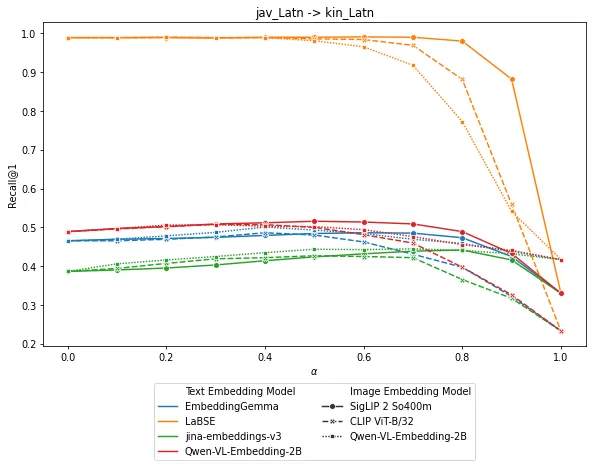 jav_Latn -> kin_Latn
Recall@1
1.0
0.9
0.8
0.7
0.6
0.5
0.4
0.3
0.2
0.0 0.2 0.4 0.6 0.8 1.0
α
Text Embedding Model Image Embedding Model
EmbeddingGemma SigLIP 2 So400m
LaBSE CLIP ViT-B/32
jina-embeddings-v3 Qwen-VL-Embedding-2B
Qwen-VL-Embedding-2B